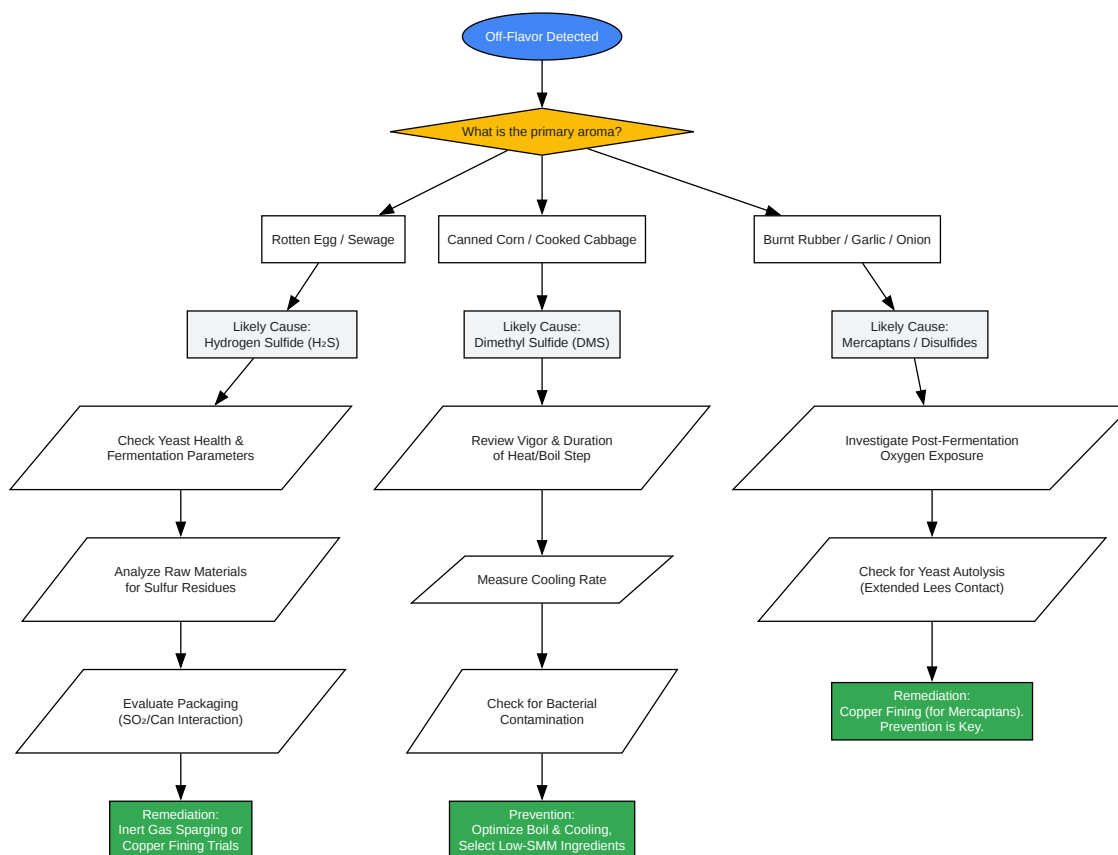 Off-Flavor Detected
What is the primary aroma?
Rotten Egg / Sewage
Canned Corn / Cooked Cabbage
Burnt Rubber / Garlic / Onion
Likely Cause:
Hydrogen Sulfide (H₂S)
Likely Cause:
Dimethyl Sulfide (DMS)
Likely Cause:
Mercaptans / Disulfides
Check Yeast Health &
Fermentation Parameters
Review Vigor & Duration
of Heat/Boil Step
Investigate Post-Fermentation
Oxygen Exposure
Analyze Raw Materials
for Sulfur Residues
Measure Cooling Rate
Check for Yeast Autolysis
(Extended Lees Contact)
Evaluate Packaging
(SO₂/Can Interaction)
Check for Bacterial
Contamination
Remediation:
Copper Fining (for Mercaptans).
Prevention is Key.
Remediation:
Inert Gas Sparging or
Copper Fining Trials
Prevention:
Optimize Boil & Cooling,
Select Low-SMM Ingredients